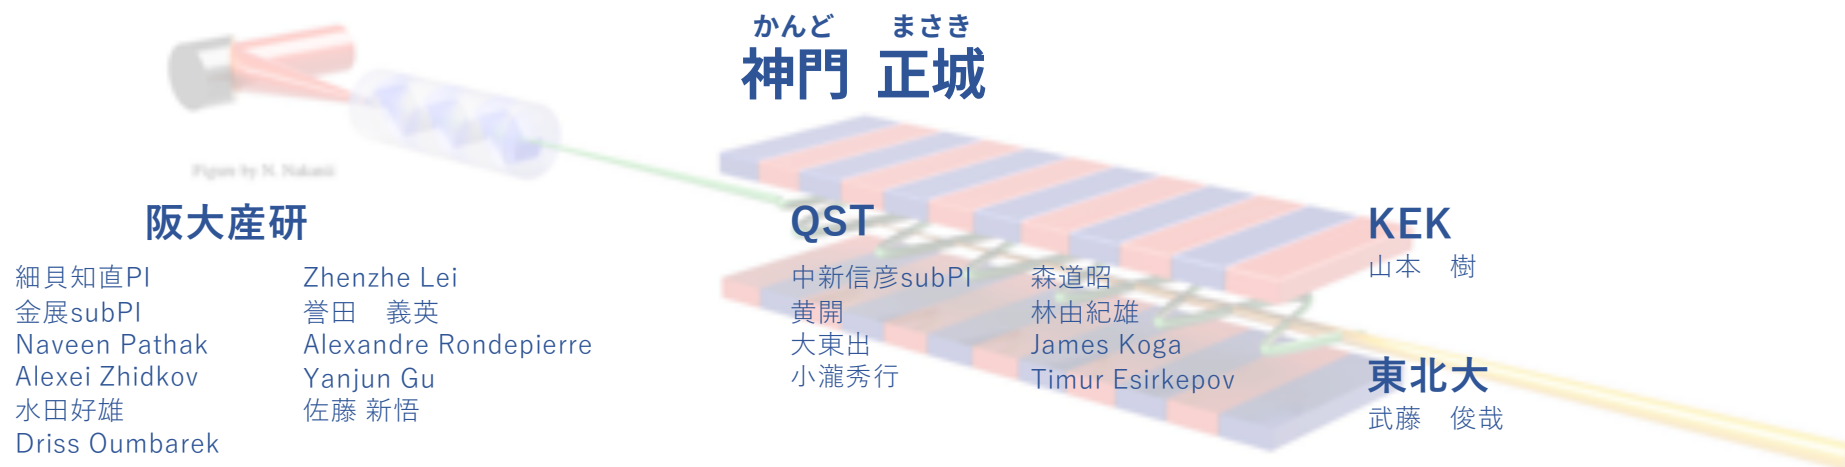 かんど まさき
神門 正城
Figure by N. Nakanii
阪大産研
細貝知直PI
金展subPI
Naveen Pathak
Alexei Zhidkov
水田好雄
Driss Oumbarek
Zhenzhe Lei
誉田 義英
Alexandre Rondepierre
Yanjun Gu
佐藤 新悟
QST
中新信彦subPI
黄開
大東出
小瀧秀行
森道昭
林由紀雄
James Koga
Timur Esirkepov
KEK
山本 樹
東北大
武藤 俊哉